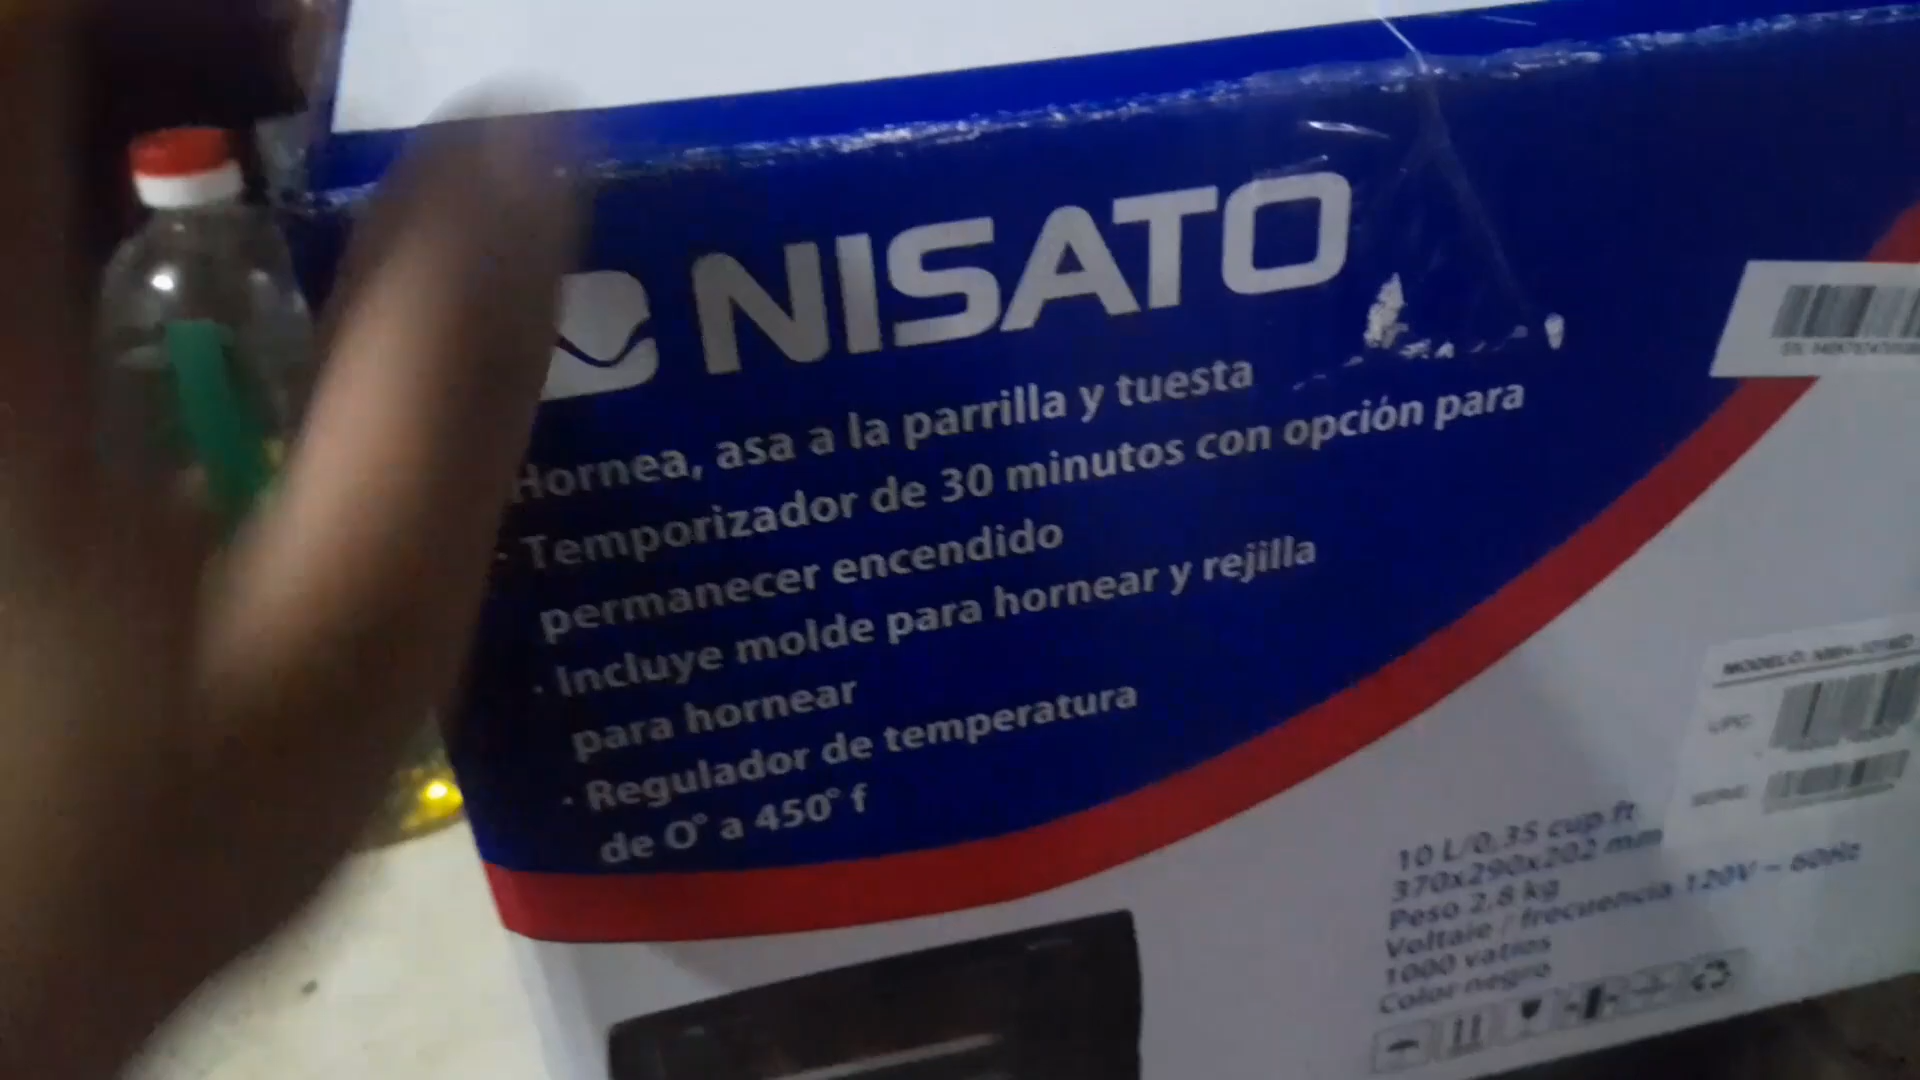 NISATO
Hornea, asa a la parrilla y tuesta
· Temporizador de 30 minutos con opción para
permanecer encendido
· Incluye molde para hornear y rejilla
para hornear
· Regulador de temperatura
de 0° a 450° f
MODELO:
UPC
10 L/0,35 cup ft
370x290x202 mm
Peso 2,8 kg
Voltaje / frecuencia 120V ~ 60Hz
1000 vatios
Color negro